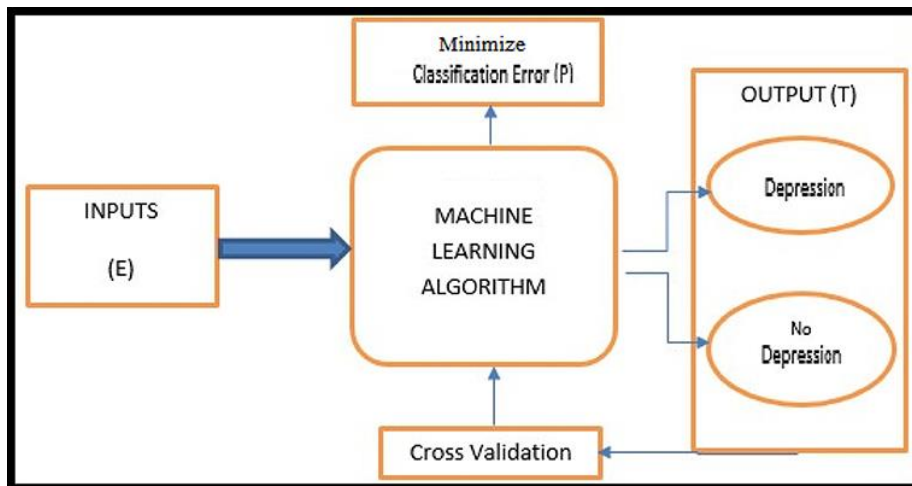 Minimize
Classification Error (P)
OUTPUT (T)
INPUTS
(E)
MACHINE
LEARNING
ALGORITHM
Depression
No
Depression
Cross Validation